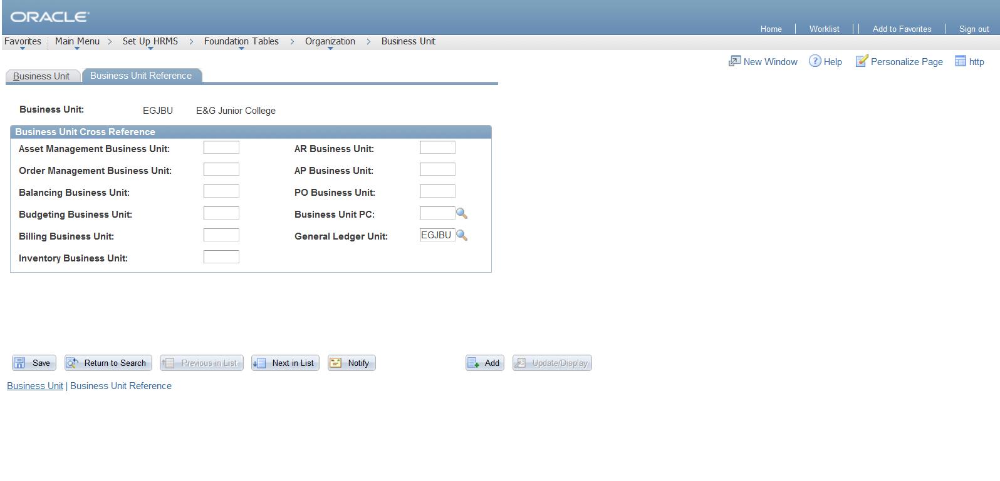 ORACLE
Home Worklist Add to Favorites Sign out
Favorites Main Menu > Set Up HRMS > Foundation Tables > Organization > Business Unit
New Window Help Personalize Page http
Business Unit Business Unit Reference
Business Unit: EGJBU E&G Junior College
Business Unit Cross Reference
Asset Management Business Unit: AR Business Unit:
Order Management Business Unit: AP Business Unit:
Balancing Business Unit: PO Business Unit:
Budgeting Business Unit: Business Unit PC:
Billing Business Unit: General Ledger Unit: EGJBU
Inventory Business Unit:
Save Return to Search Previous in List Next in List Notify Add Update/Display
Business Unit | Business Unit Reference